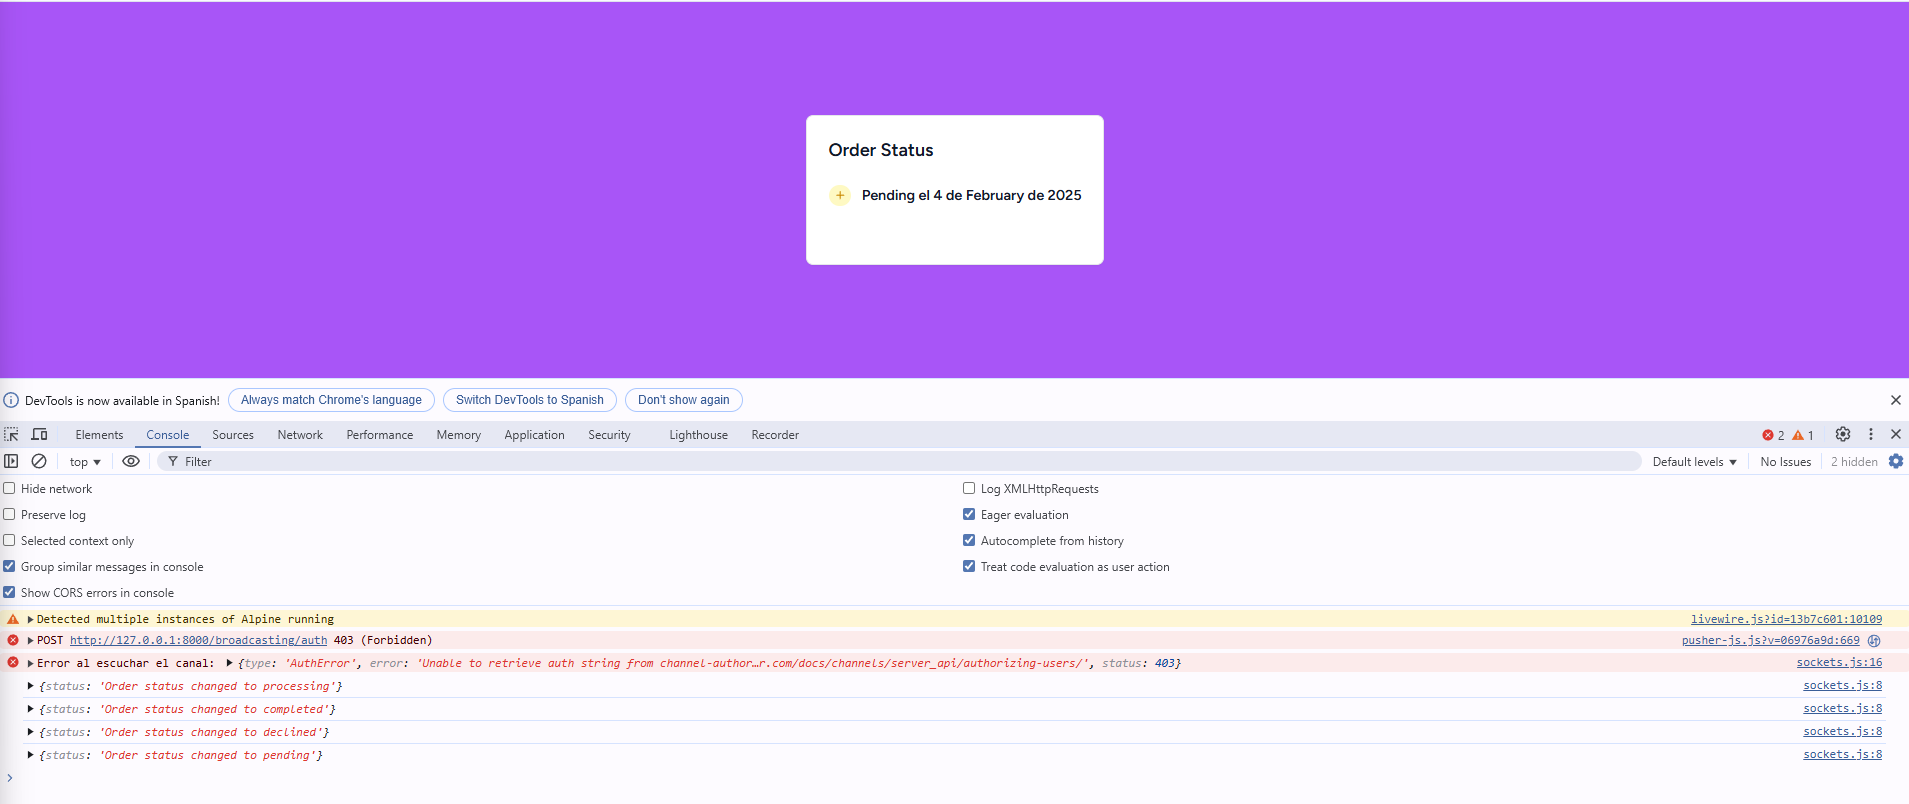 Order Status
+ Pending el 4 de February de 2025
DevTools is now available in Spanish! Always match Chrome's language Switch DevTools to Spanish Don't show again
Elements Console Sources Network Performance Memory Application Security Lighthouse Recorder 2 1
top Filter Default levels No Issues 2 hidden
Hide network Log XMLHttpRequests
Preserve log Eager evaluation
Selected context only Autocomplete from history
Group similar messages in console Treat code evaluation as user action
Show CORS errors in console
Detected multiple instances of Alpine running livewire.js?id=13b7c601:10109
POST http://127.0.0.1:8000/broadcasting/auth 403 (Forbidden) pusher-js.js?v=06976a9d:669
Error al escuchar el canal: {type: 'AuthError', error: 'Unable to retrieve auth string from channel-author…r.com/docs/channels/server_api/authorizing-users/', status: 403} sockets.js:16
{status: 'Order status changed to processing'} sockets.js:8
{status: 'Order status changed to completed'} sockets.js:8
{status: 'Order status changed to declined'} sockets.js:8
{status: 'Order status changed to pending'} sockets.js:8